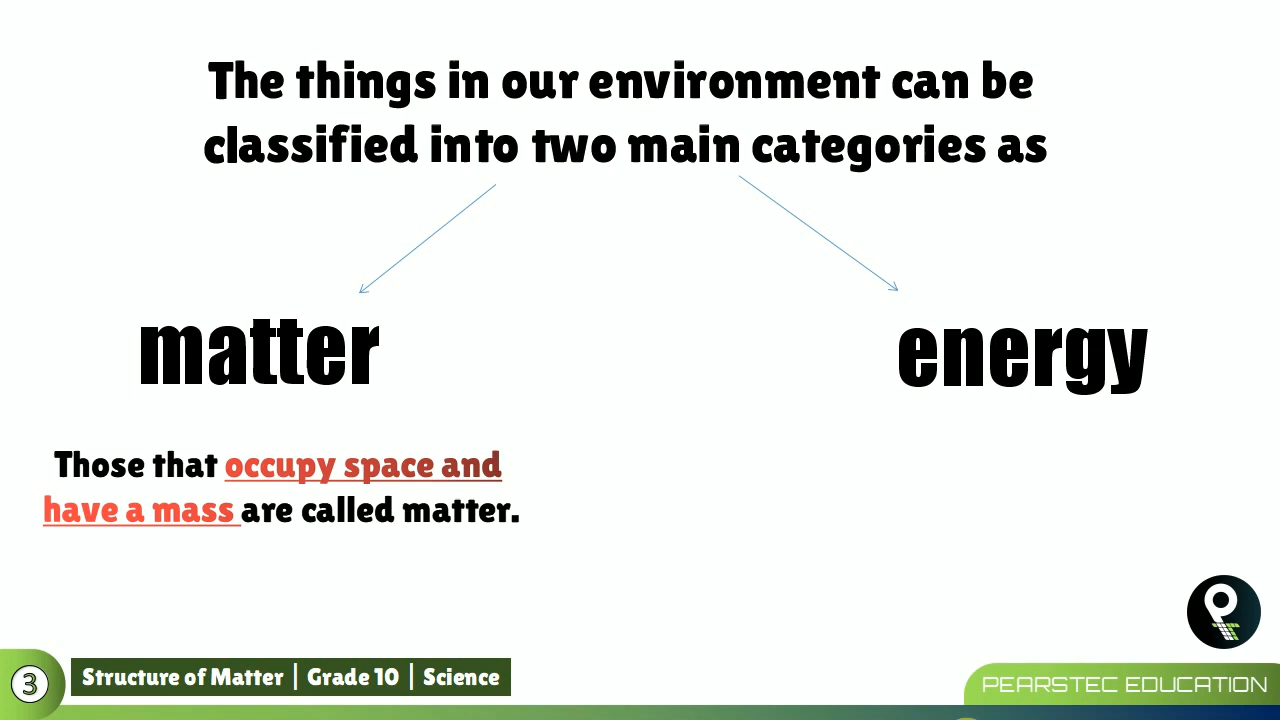 The things in our environment can be
classified into two main categories as
matter
energy
Those that occupy space and
have a mass are called matter.
3
Structure of Matter | Grade 10 | Science
PEARSTEC EDUCATION